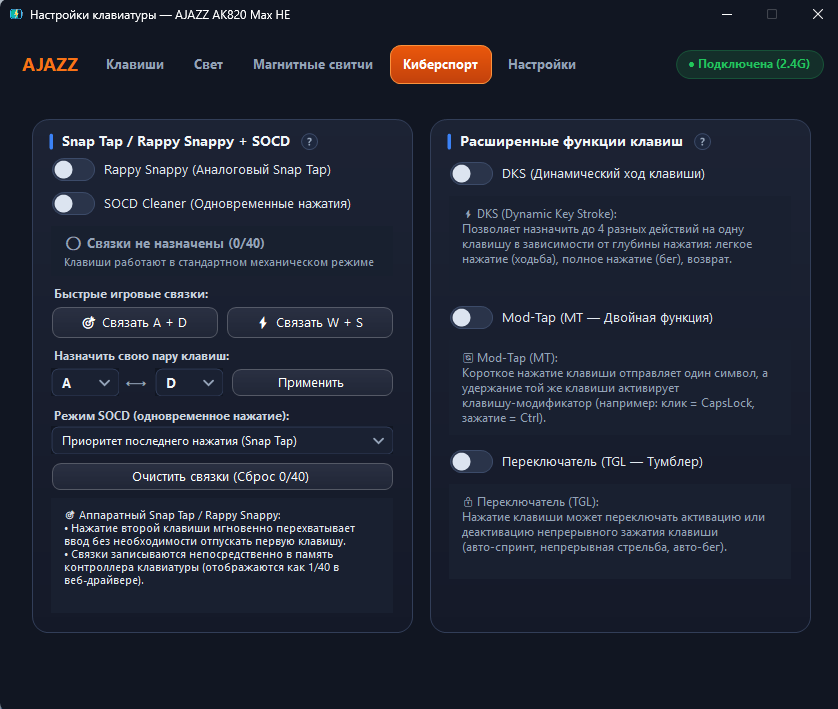 Настройки клавиатуры — AJAZZ AK820 Max HE
AJAZZ
Клавиши
Свет
Магнитные свитчи
Киберспорт
Настройки
● Подключена (2.4G)
Snap Tap / Rappy Snappy + SOCD
?
Rappy Snappy (Аналоговый Snap Tap)
SOCD Cleaner (Одновременные нажатия)
Связки не назначены (0/40)
Клавиши работают в стандартном механическом режиме
Быстрые игровые связки:
Связать A + D
Связать W + S
Назначить свою пару клавиш:
A
D
Применить
Режим SOCD (одновременное нажатие):
Приоритет последнего нажатия (Snap Tap)
Очистить связки (Сброс 0/40)
Аппаратный Snap Tap / Rappy Snappy:
• Нажатие второй клавиши мгновенно перехватывает
ввод без необходимости отпускать первую клавишу.
• Связки записываются непосредственно в память
контроллера клавиатуры (отображаются как 1/40 в
веб-драйвере).
Расширенные функции клавиш
?
DKS (Динамический ход клавиши)
DKS (Dynamic Key Stroke):
Позволяет назначить до 4 разных действий на одну
клавишу в зависимости от глубины нажатия: легкое
нажатие (ходьба), полное нажатие (бег), возврат.
Mod-Tap (MT — Двойная функция)
Mod-Tap (MT):
Короткое нажатие клавиши отправляет один символ, а
удержание той же клавиши активирует
клавишу-модификатор (например: клик = CapsLock,
зажатие = Ctrl).
Переключатель (TGL — Тумблер)
Переключатель (TGL):
Нажатие клавиши может переключать активацию или
деактивацию непрерывного зажатия клавиши
(авто-спринт, непрерывная стрельба, авто-бег).